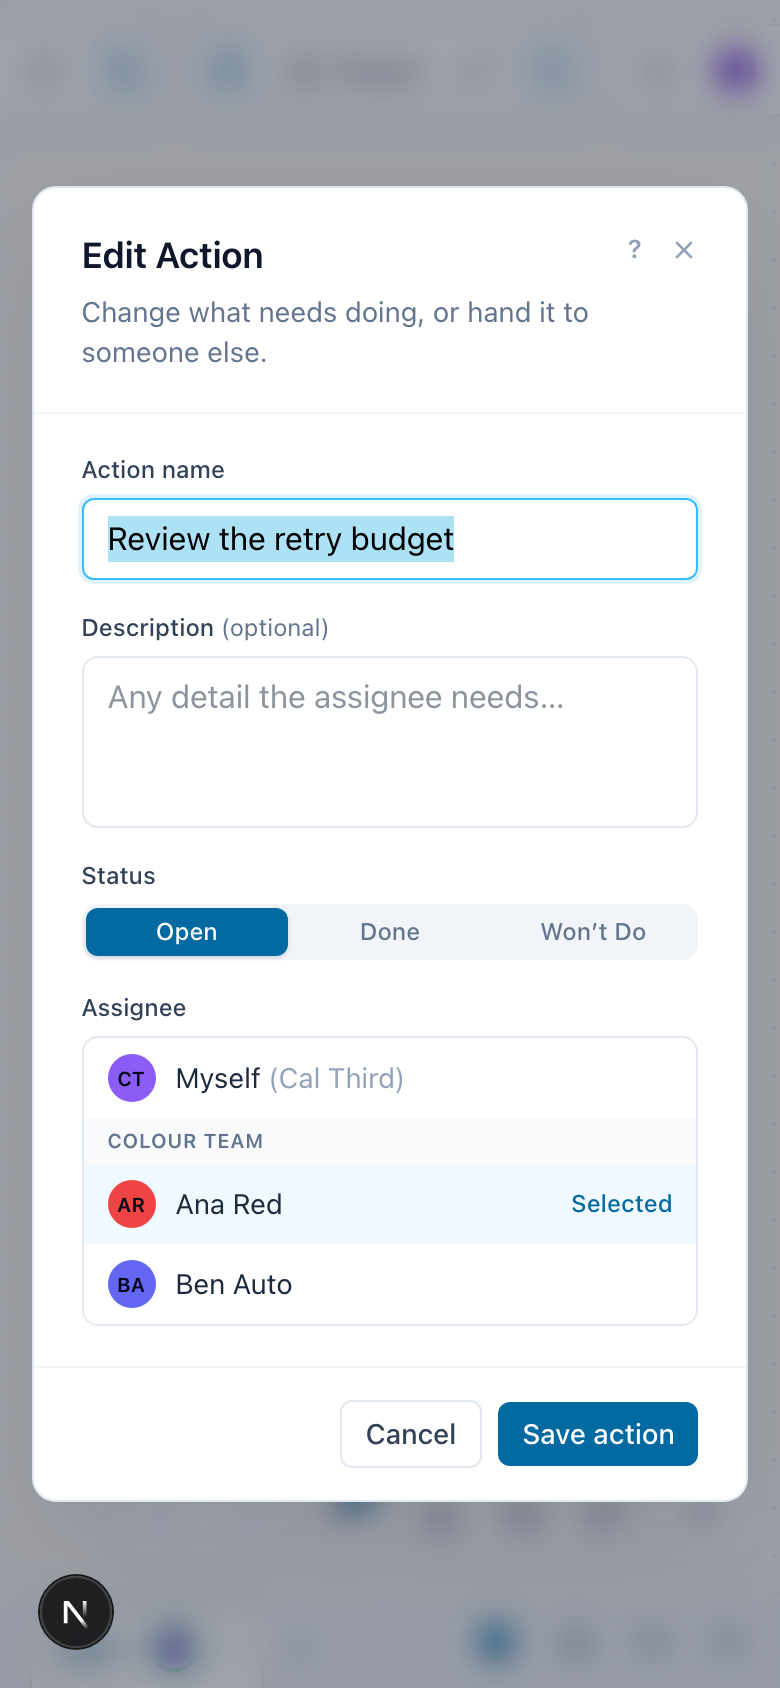 Edit Action
?
Change what needs doing, or hand it to
someone else.
Action name
Review the retry budget
Description (optional)
Any detail the assignee needs...
Status
Open Done Won’t Do
Assignee
CT Myself (Cal Third)
COLOUR TEAM
AR Ana Red Selected
BA Ben Auto
Cancel Save action
N